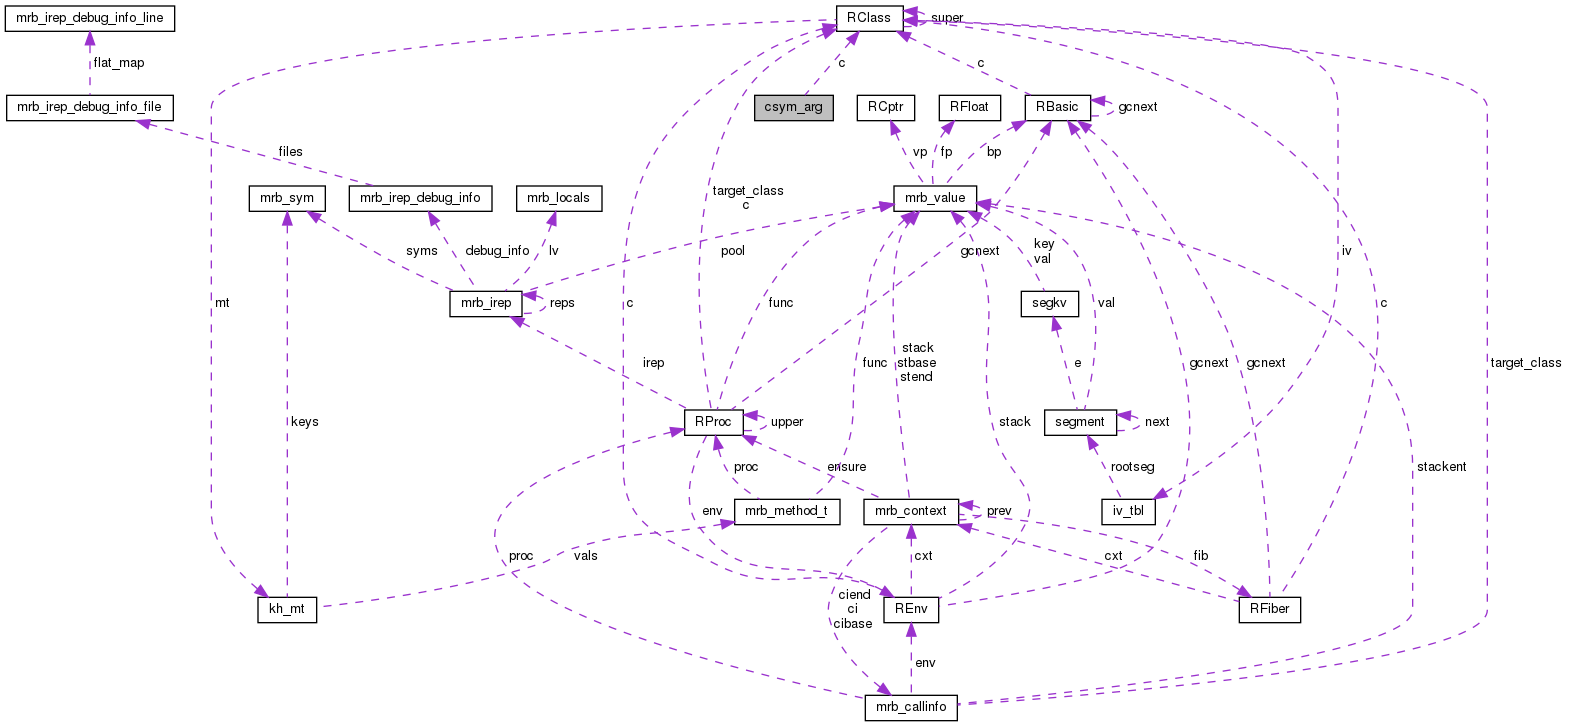 mrb_irep_debug_info_line
RClass
super
flat_map
c
c
mrb_irep_debug_info_file
csym_arg
RCptr
RFloat
RBasic
gcnext
files
vp
fp
bp
mrb_sym
mrb_irep_debug_info
mrb_locals
target_class
c
mrb_value
syms
debug_info
lv
pool
gcnext
key
val
iv
mrb_irep
reps
mt
c
func
segkv
val
c
irep
func
stack
stbase
stend
e
gcnext
gcnext
target_class
keys
RProc
upper
stack
segment
next
proc
ensure
rootseg
stackent
env
mrb_method_t
mrb_context
prev
iv_tbl
proc
vals
cxt
cxt
fib
kh_mt
ciend
ci
cibase
REnv
RFiber
env
mrb_callinfo